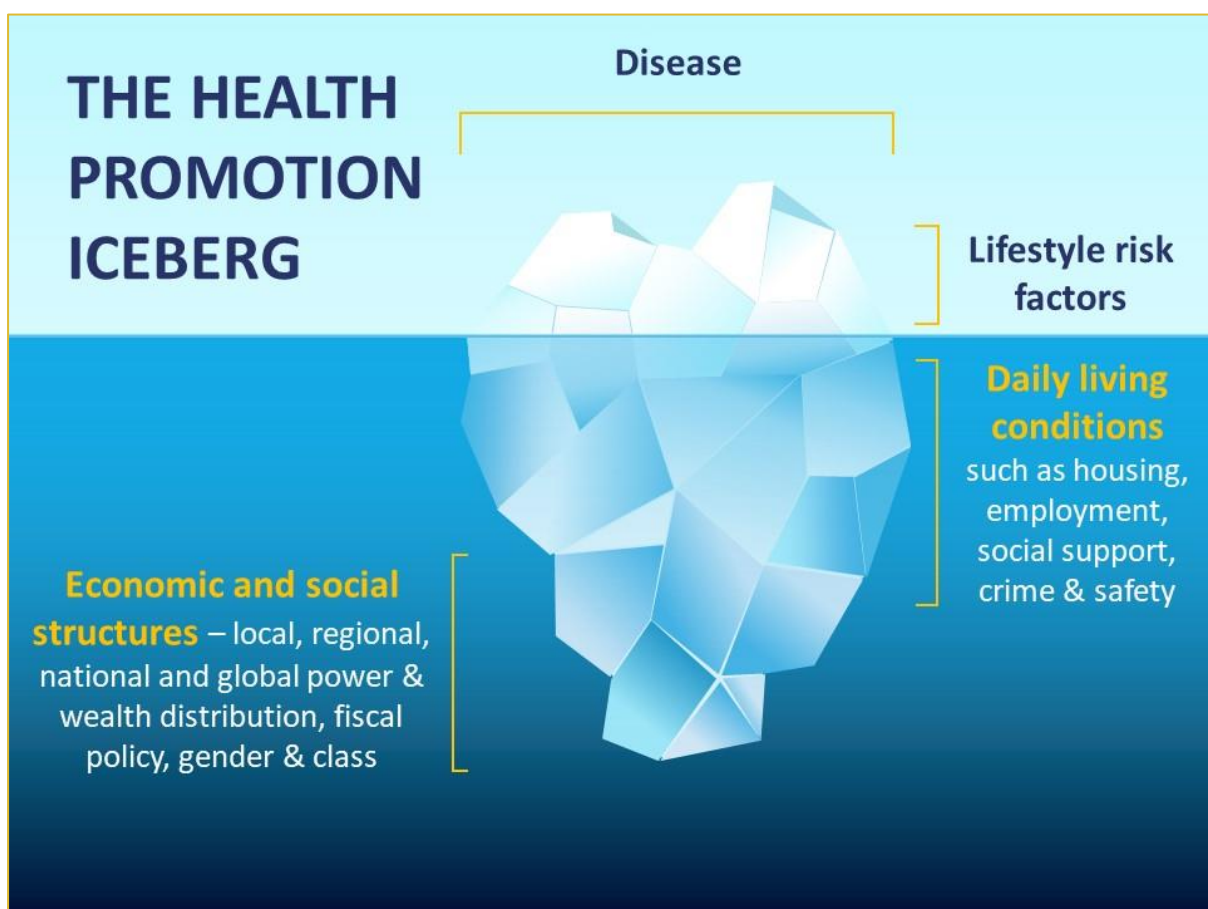 THE HEALTH
PROMOTION
ICEBERG
Disease
Lifestyle risk
factors
Daily living
conditions
such as housing,
employment,
social support,
crime & safety
Economic and social
structures – local, regional,
national and global power &
wealth distribution, fiscal
policy, gender & class